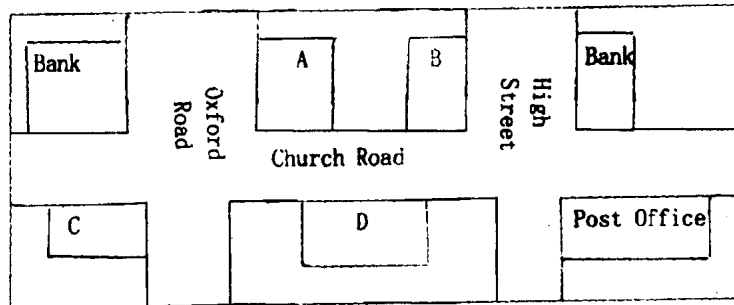 Bank
A
B
Bank
Oxford
Road
High
Street
Church Road
C
D
Post Office